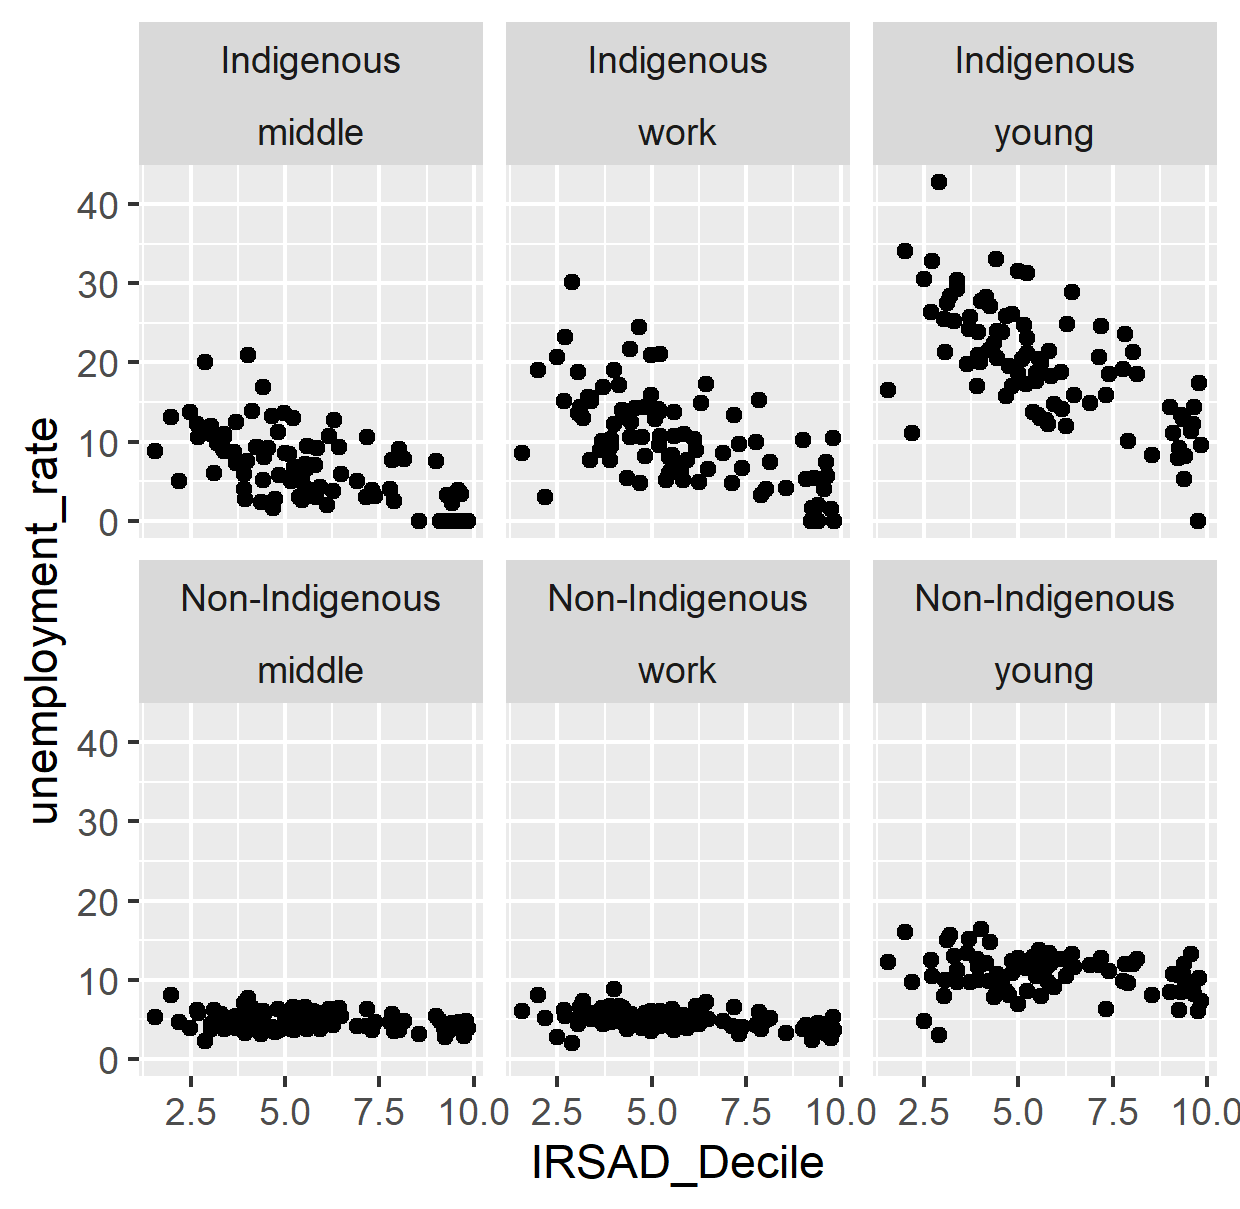 Indigenous
middle
Indigenous
work
Indigenous
young
40
30
20
10
0
Non-Indigenous
middle
Non-Indigenous
work
Non-Indigenous
young
40
30
20
10
0
2.5 5.0 7.5 10.0 2.5 5.0 7.5 10.0 2.5 5.0 7.5 10.0
IRSAD_Decile
unemployment_rate